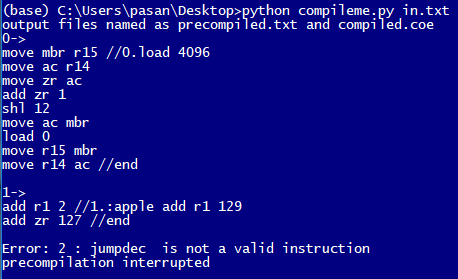 (base) C:\Users\pasan\Desktop>python compileme.py in.txt
output files named as precompiled.txt and compiled.coe
0->
move mbr r15 //0.load 4096
move ac r14
move zr ac
add zr 1
shl 12
move ac mbr
load 0
move r15 mbr
move r14 ac //end
1->
add r1 2 //1.:apple add r1 129
add zr 127 //end
Error: 2 : jumpdec  is not a valid instruction
precompilation interrupted